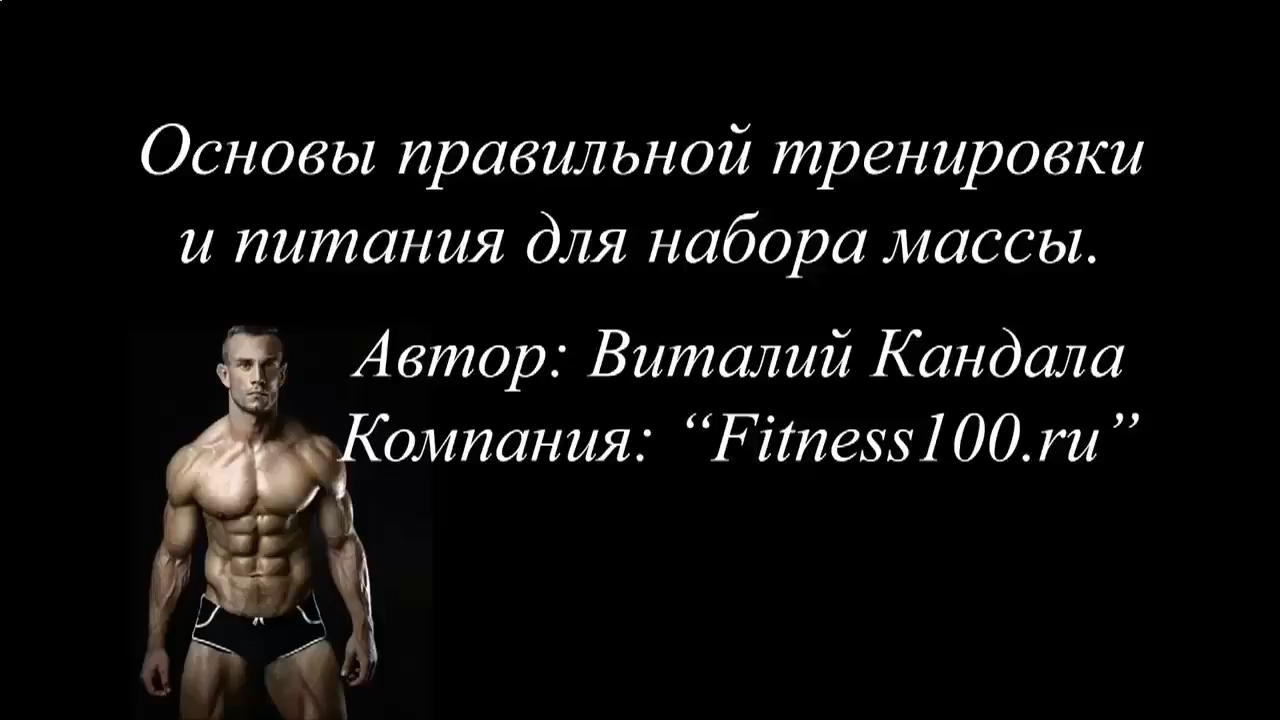 Основы правильной тренировки
и питания для набора массы.
Автор: Виталий Кандала
Компания: “Fitness100.ru”